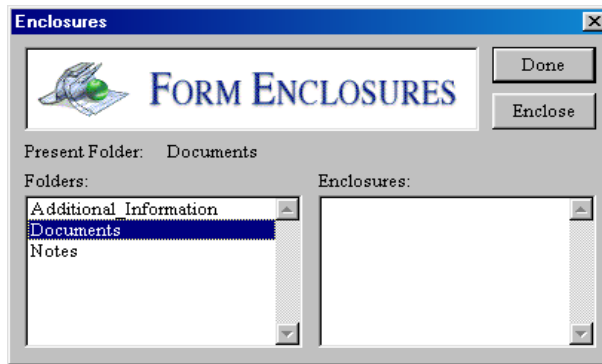 Enclosures
FORM ENCLOSURES
Done
Enclose
Present Folder: Documents
Folders:
Enclosures:
Additional_Information
Documents
Notes